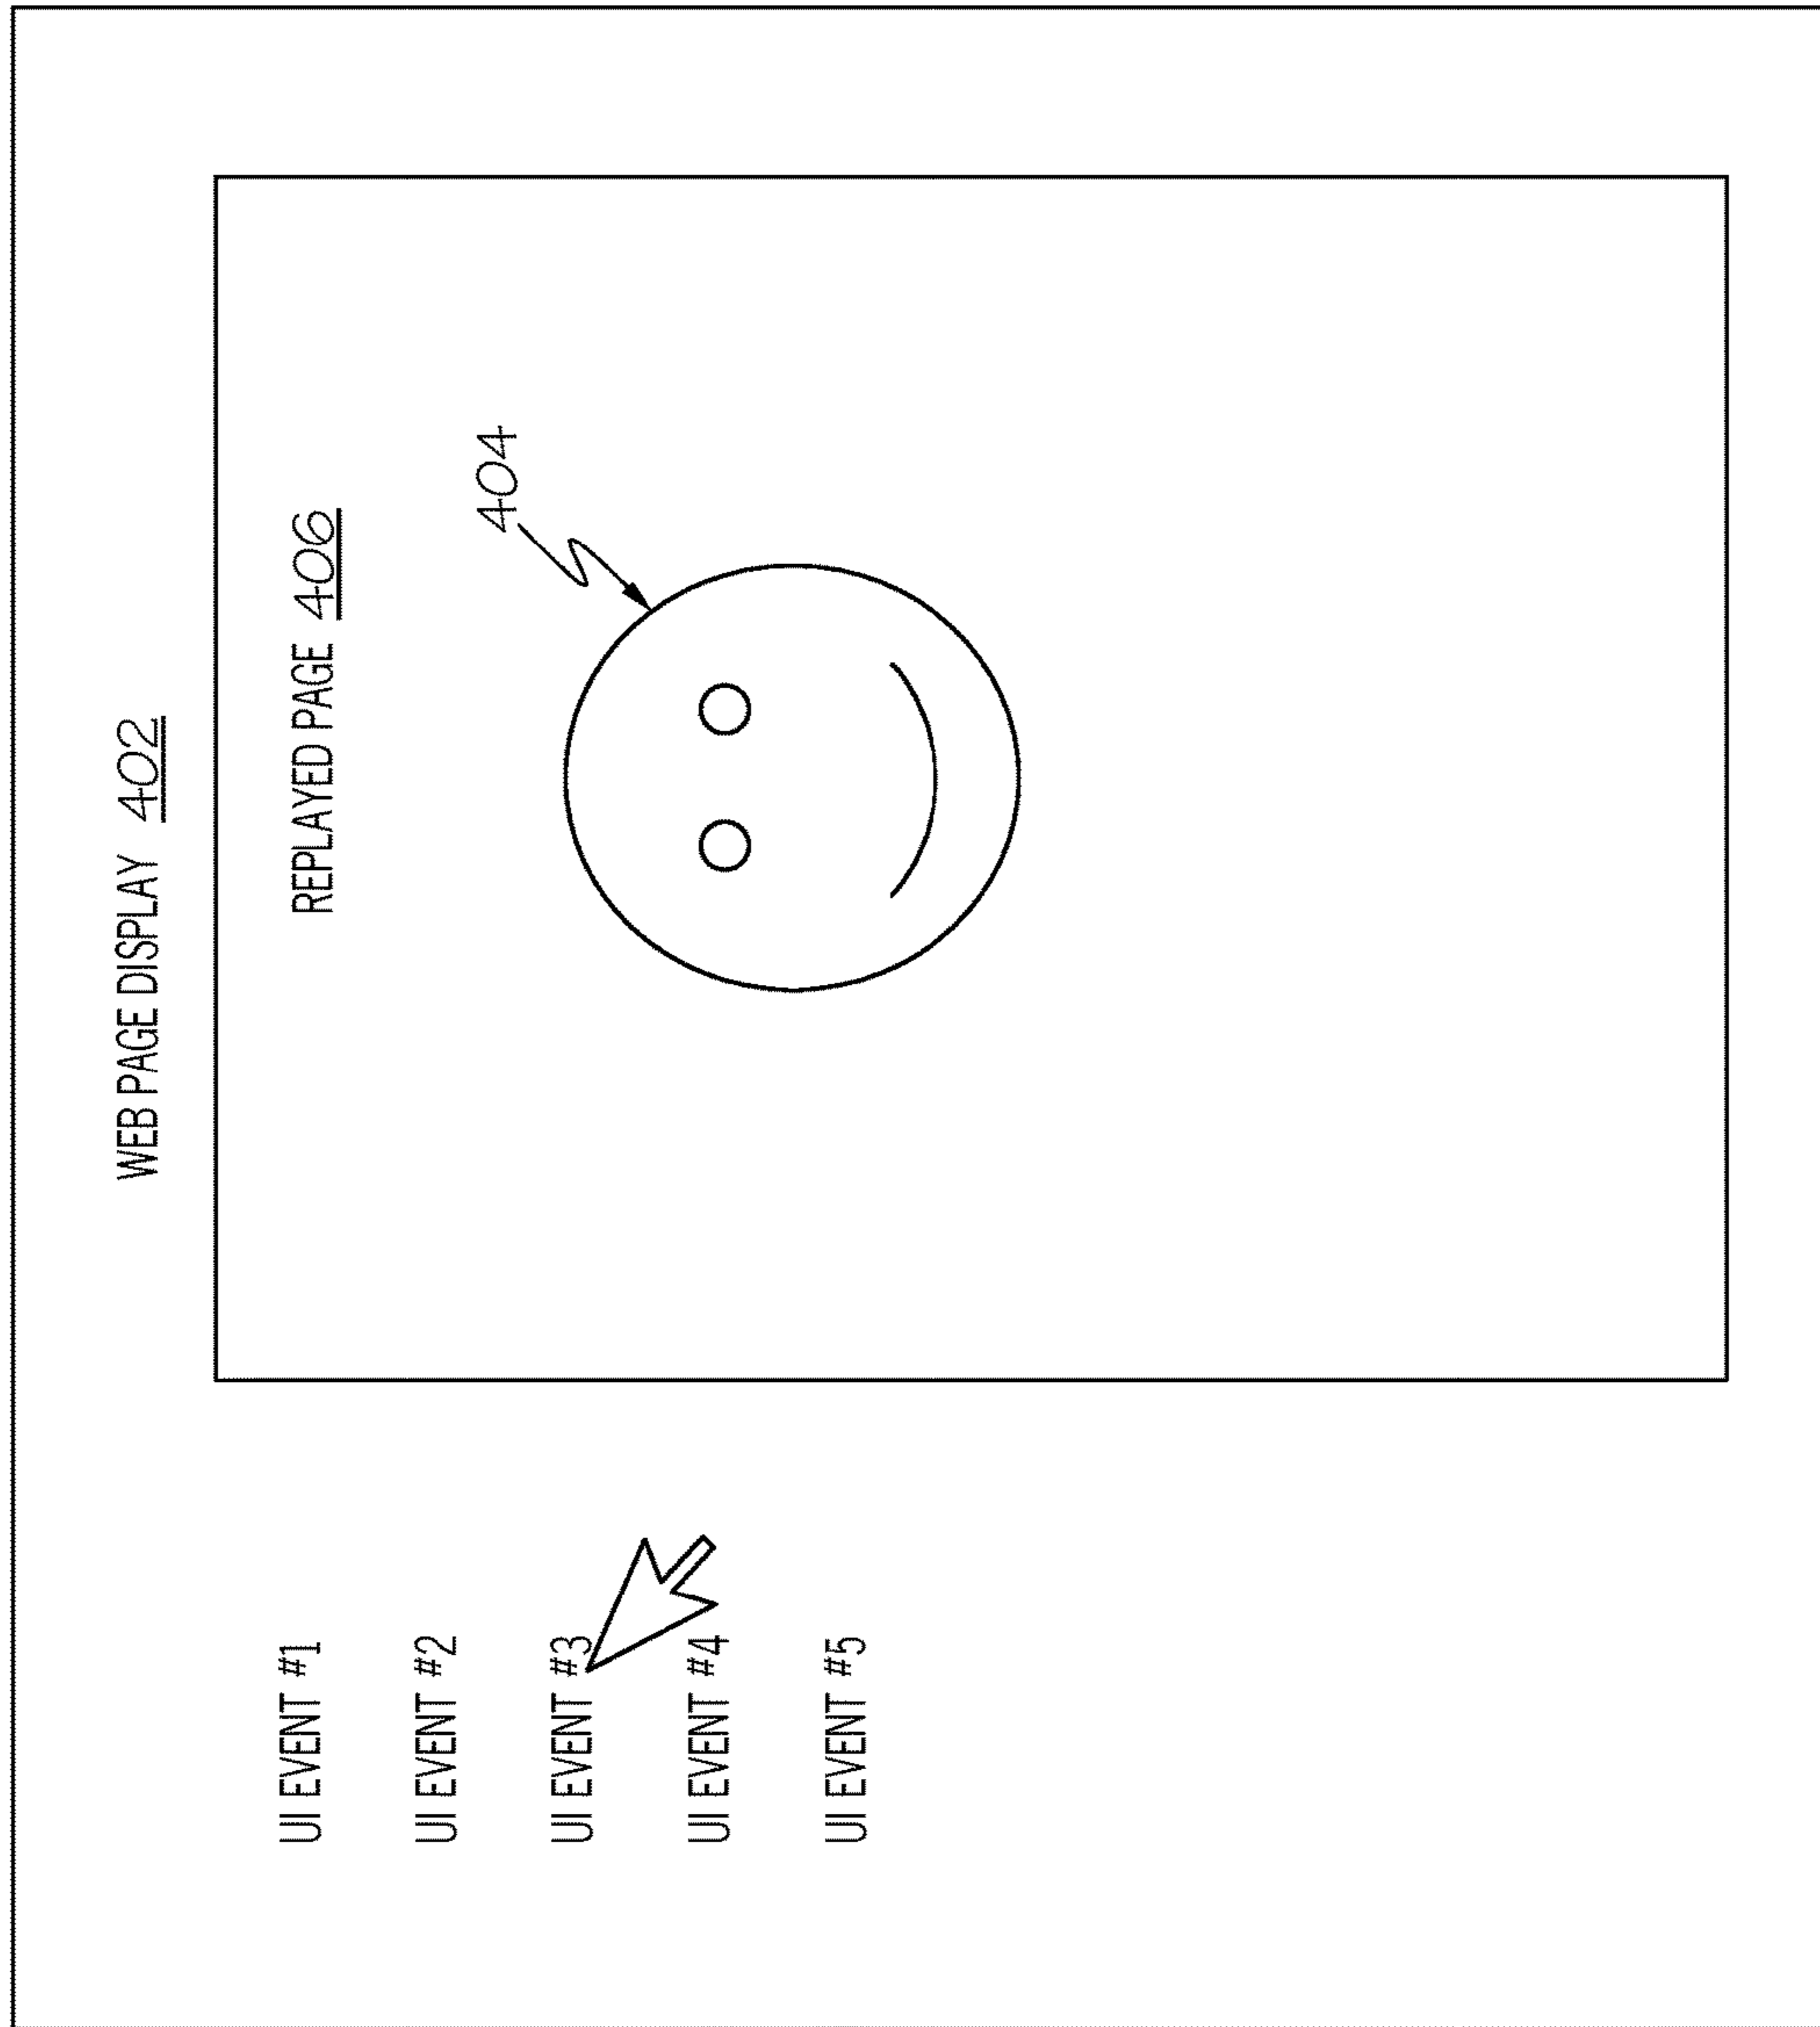 WEB PAGE DISPLAY 402
UI EVENT #1
UI EVENT #2
UI EVENT #3
UI EVENT #4
UI EVENT #5
REPLAYED PAGE 406
404